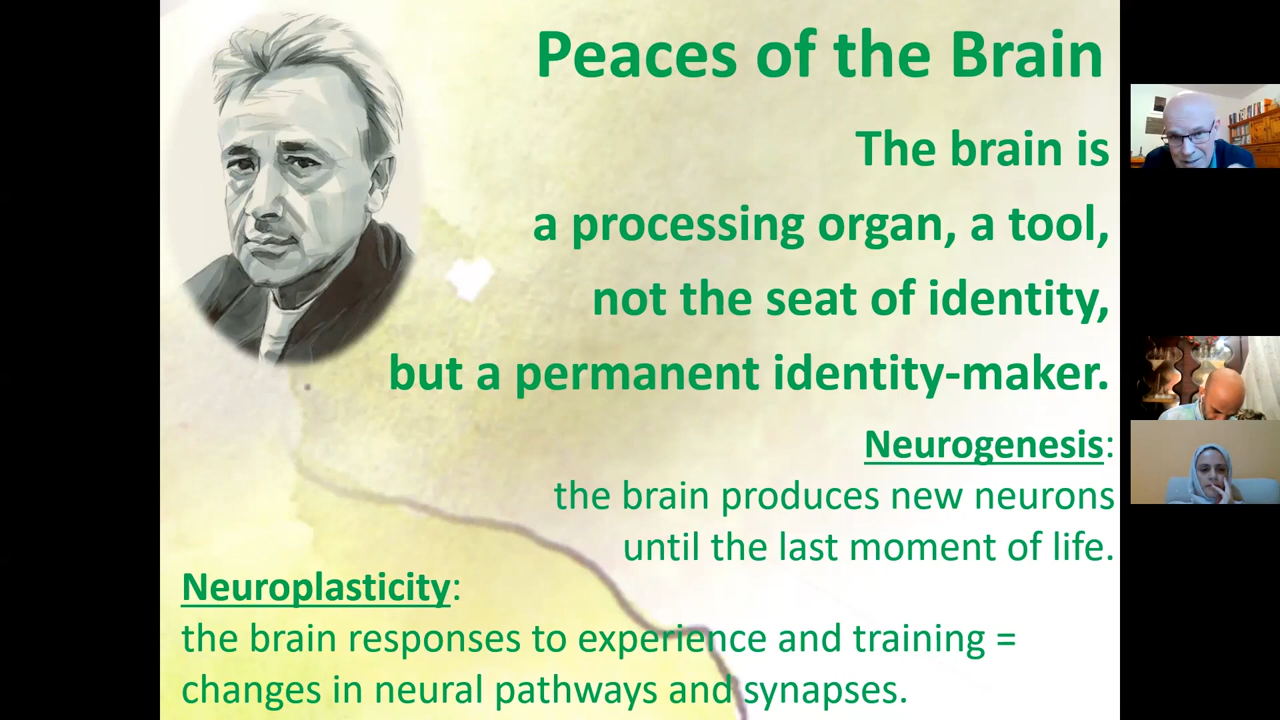 Peaces of the Brain
The brain is
a processing organ, a tool,
not the seat of identity,
but a permanent identity-maker.
Neurogenesis:
the brain produces new neurons
until the last moment of life.
Neuroplasticity:
the brain responses to experience and training =
changes in neural pathways and synapses.